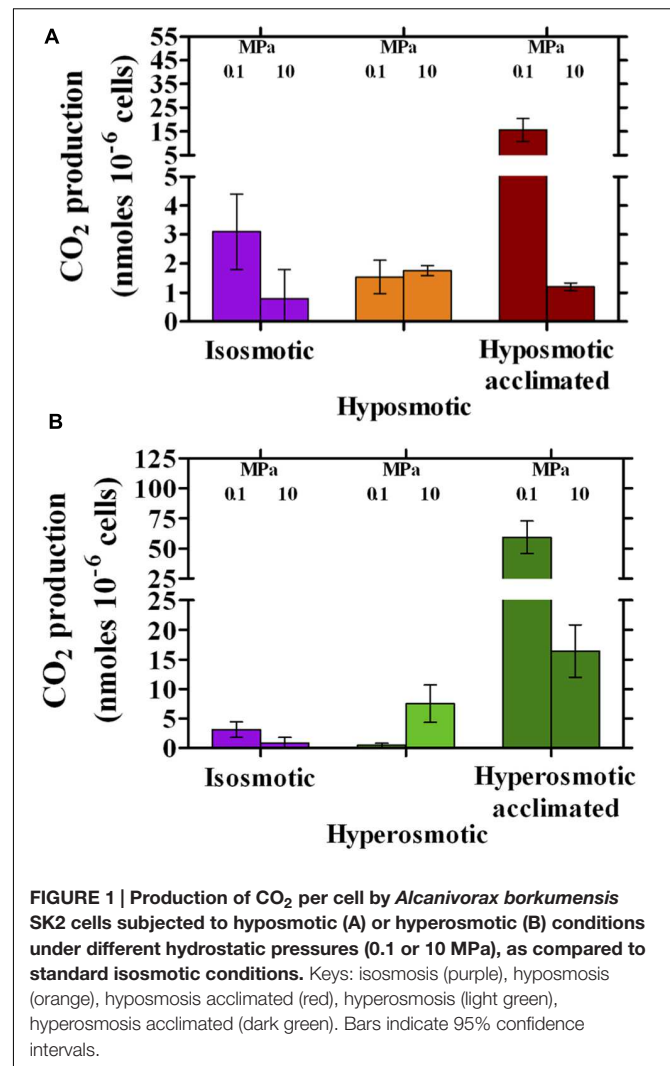 A
CO₂ production
(nmoles 10⁻⁶ cells)
55
45
35
25
15
5
5
4
3
2
1
0
MPa MPa MPa
0.1 10 0.1 10 0.1 10
Isosmotic
Hyposmotic
Hyposmotic
acclimated
B
CO₂ production
(nmoles 10⁻⁶ cells)
125
100
75
50
25
25
20
15
10
5
0
MPa MPa MPa
0.1 10 0.1 10 0.1 10
Isosmotic
Hyperosmotic
Hyperosmotic
acclimated
FIGURE 1 | Production of CO₂ per cell by Alcanivorax borkumensis
SK2 cells subjected to hyposmotic (A) or hyperosmotic (B) conditions
under different hydrostatic pressures (0.1 or 10 MPa), as compared to
standard isosmotic conditions. Keys: isosmosis (purple), hyposmosis
(orange), hyposmosis acclimated (red), hyperosmosis (light green),
hyperosmosis acclimated (dark green). Bars indicate 95% confidence
intervals.